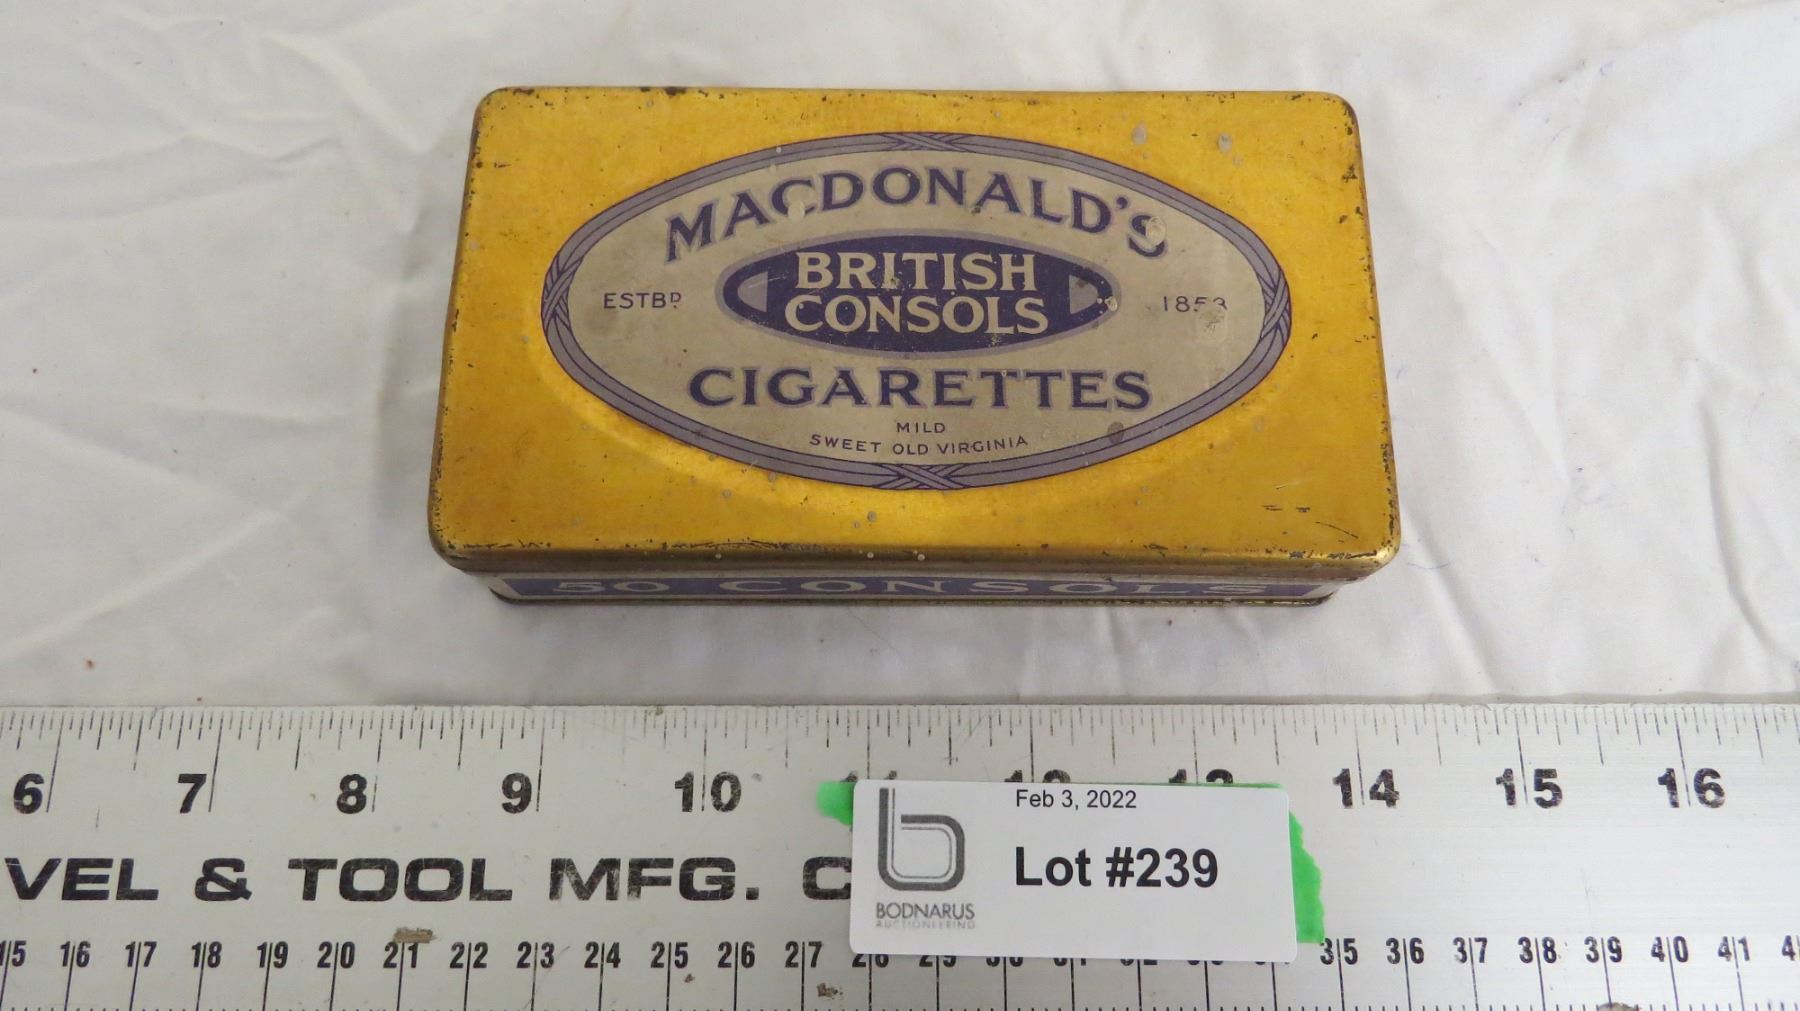 MACDONALD'S
BRITISH
CONSOLS
ESTBD
CIGARETTES
MILD
SWEET OLD VIRGINIA
50 CONSOLS
6 7 8 9 10 14 15 16
Feb 3, 2022
Lot #239
BODNARUS
AUCTIONEERING
VEL & TOOL MFG.
16 17 18 19 20 21 22 23 24 25 26 27 35 36 37 38 39 40 41